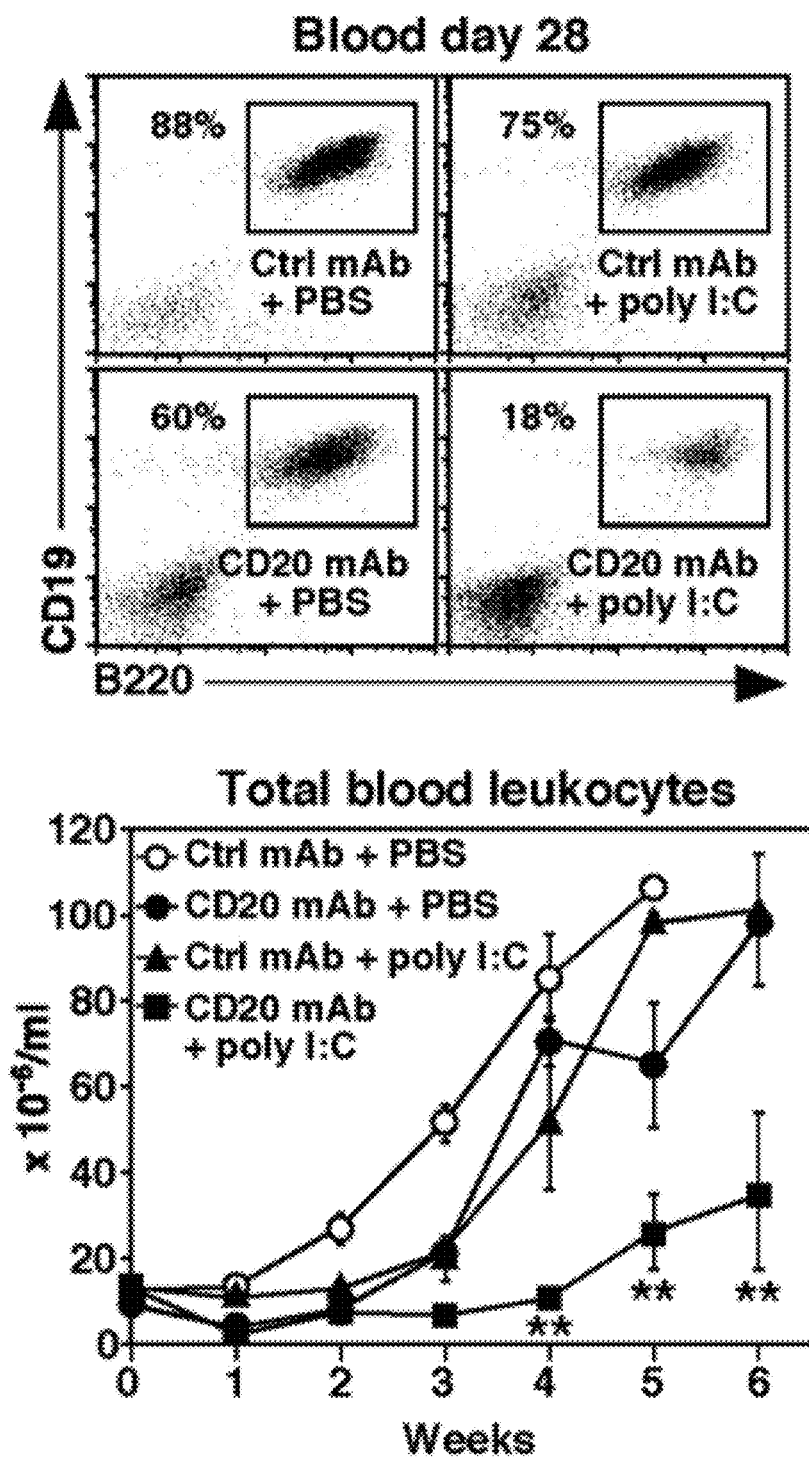 Blood day 28
88%
Ctrl mAb
+ PBS
75%
Ctrl mAb
+ poly I:C
60%
CD20 mAb
+ PBS
18%
CD20 mAb
+ poly I:C
CD19
B220
Total blood leukocytes
Ctrl mAb + PBS
CD20 mAb + PBS
Ctrl mAb + poly I:C
CD20 mAb
+ poly I:C
x 10⁻⁶/ml
120
100
80
60
40
20
0
** ** **
0 1 2 3 4 5 6
Weeks